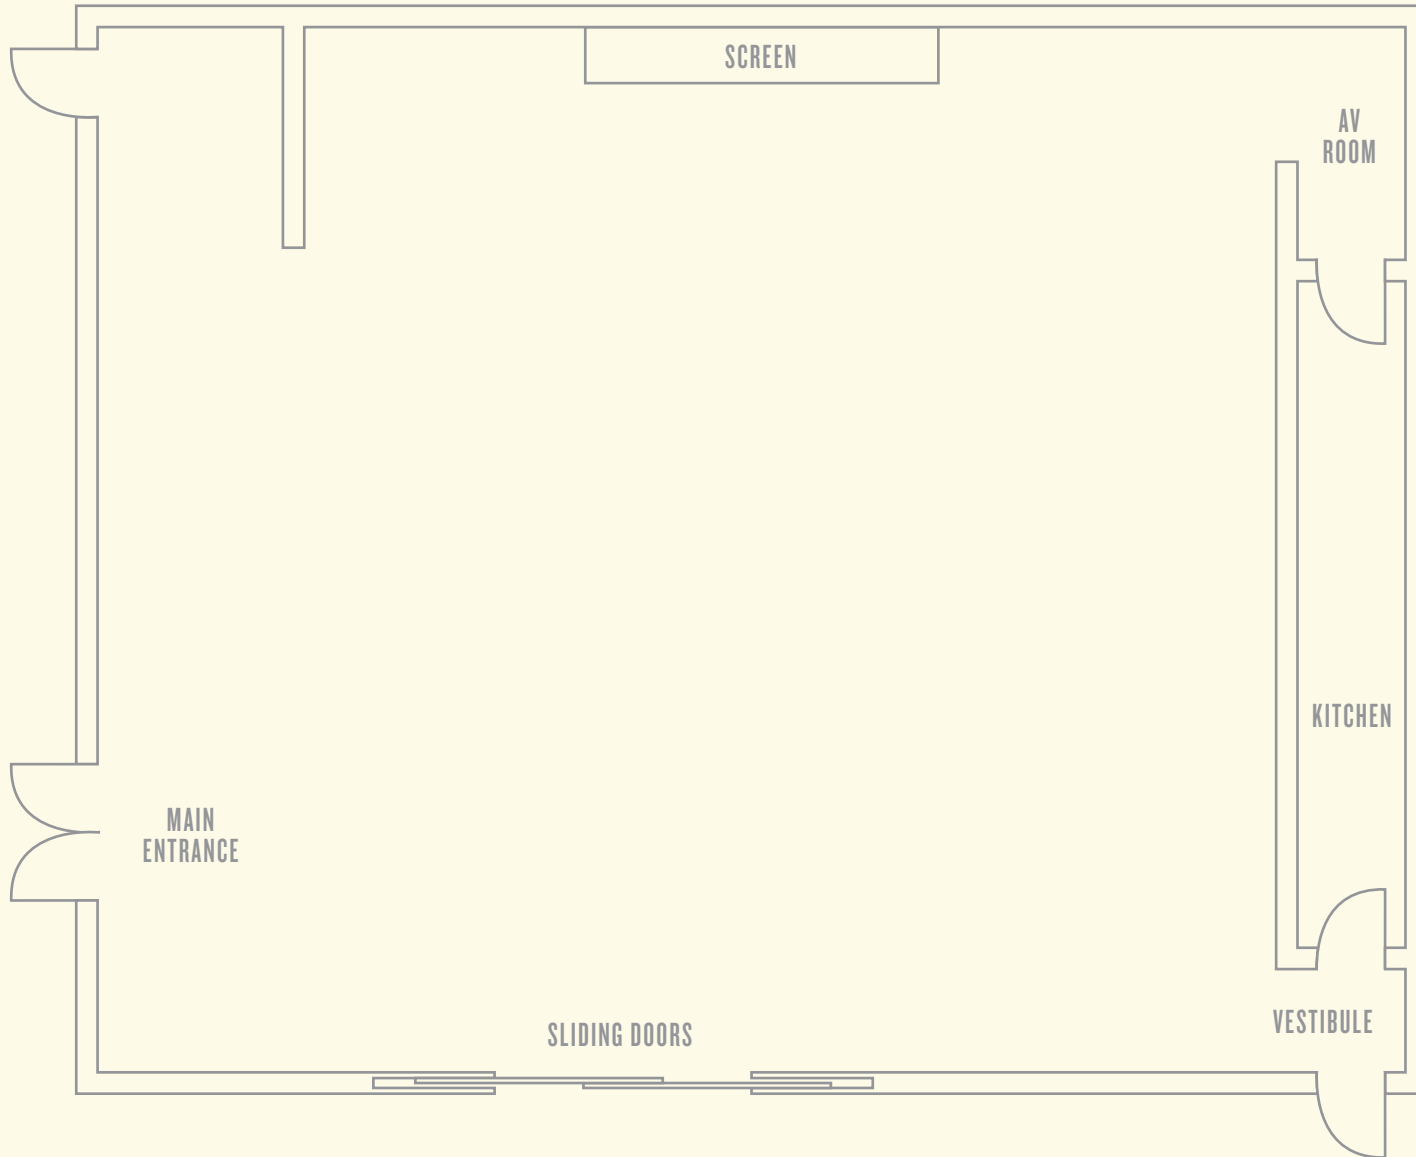 SCREEN
AV
ROOM
KITCHEN
MAIN
ENTRANCE
VESTIBULE
SLIDING DOORS